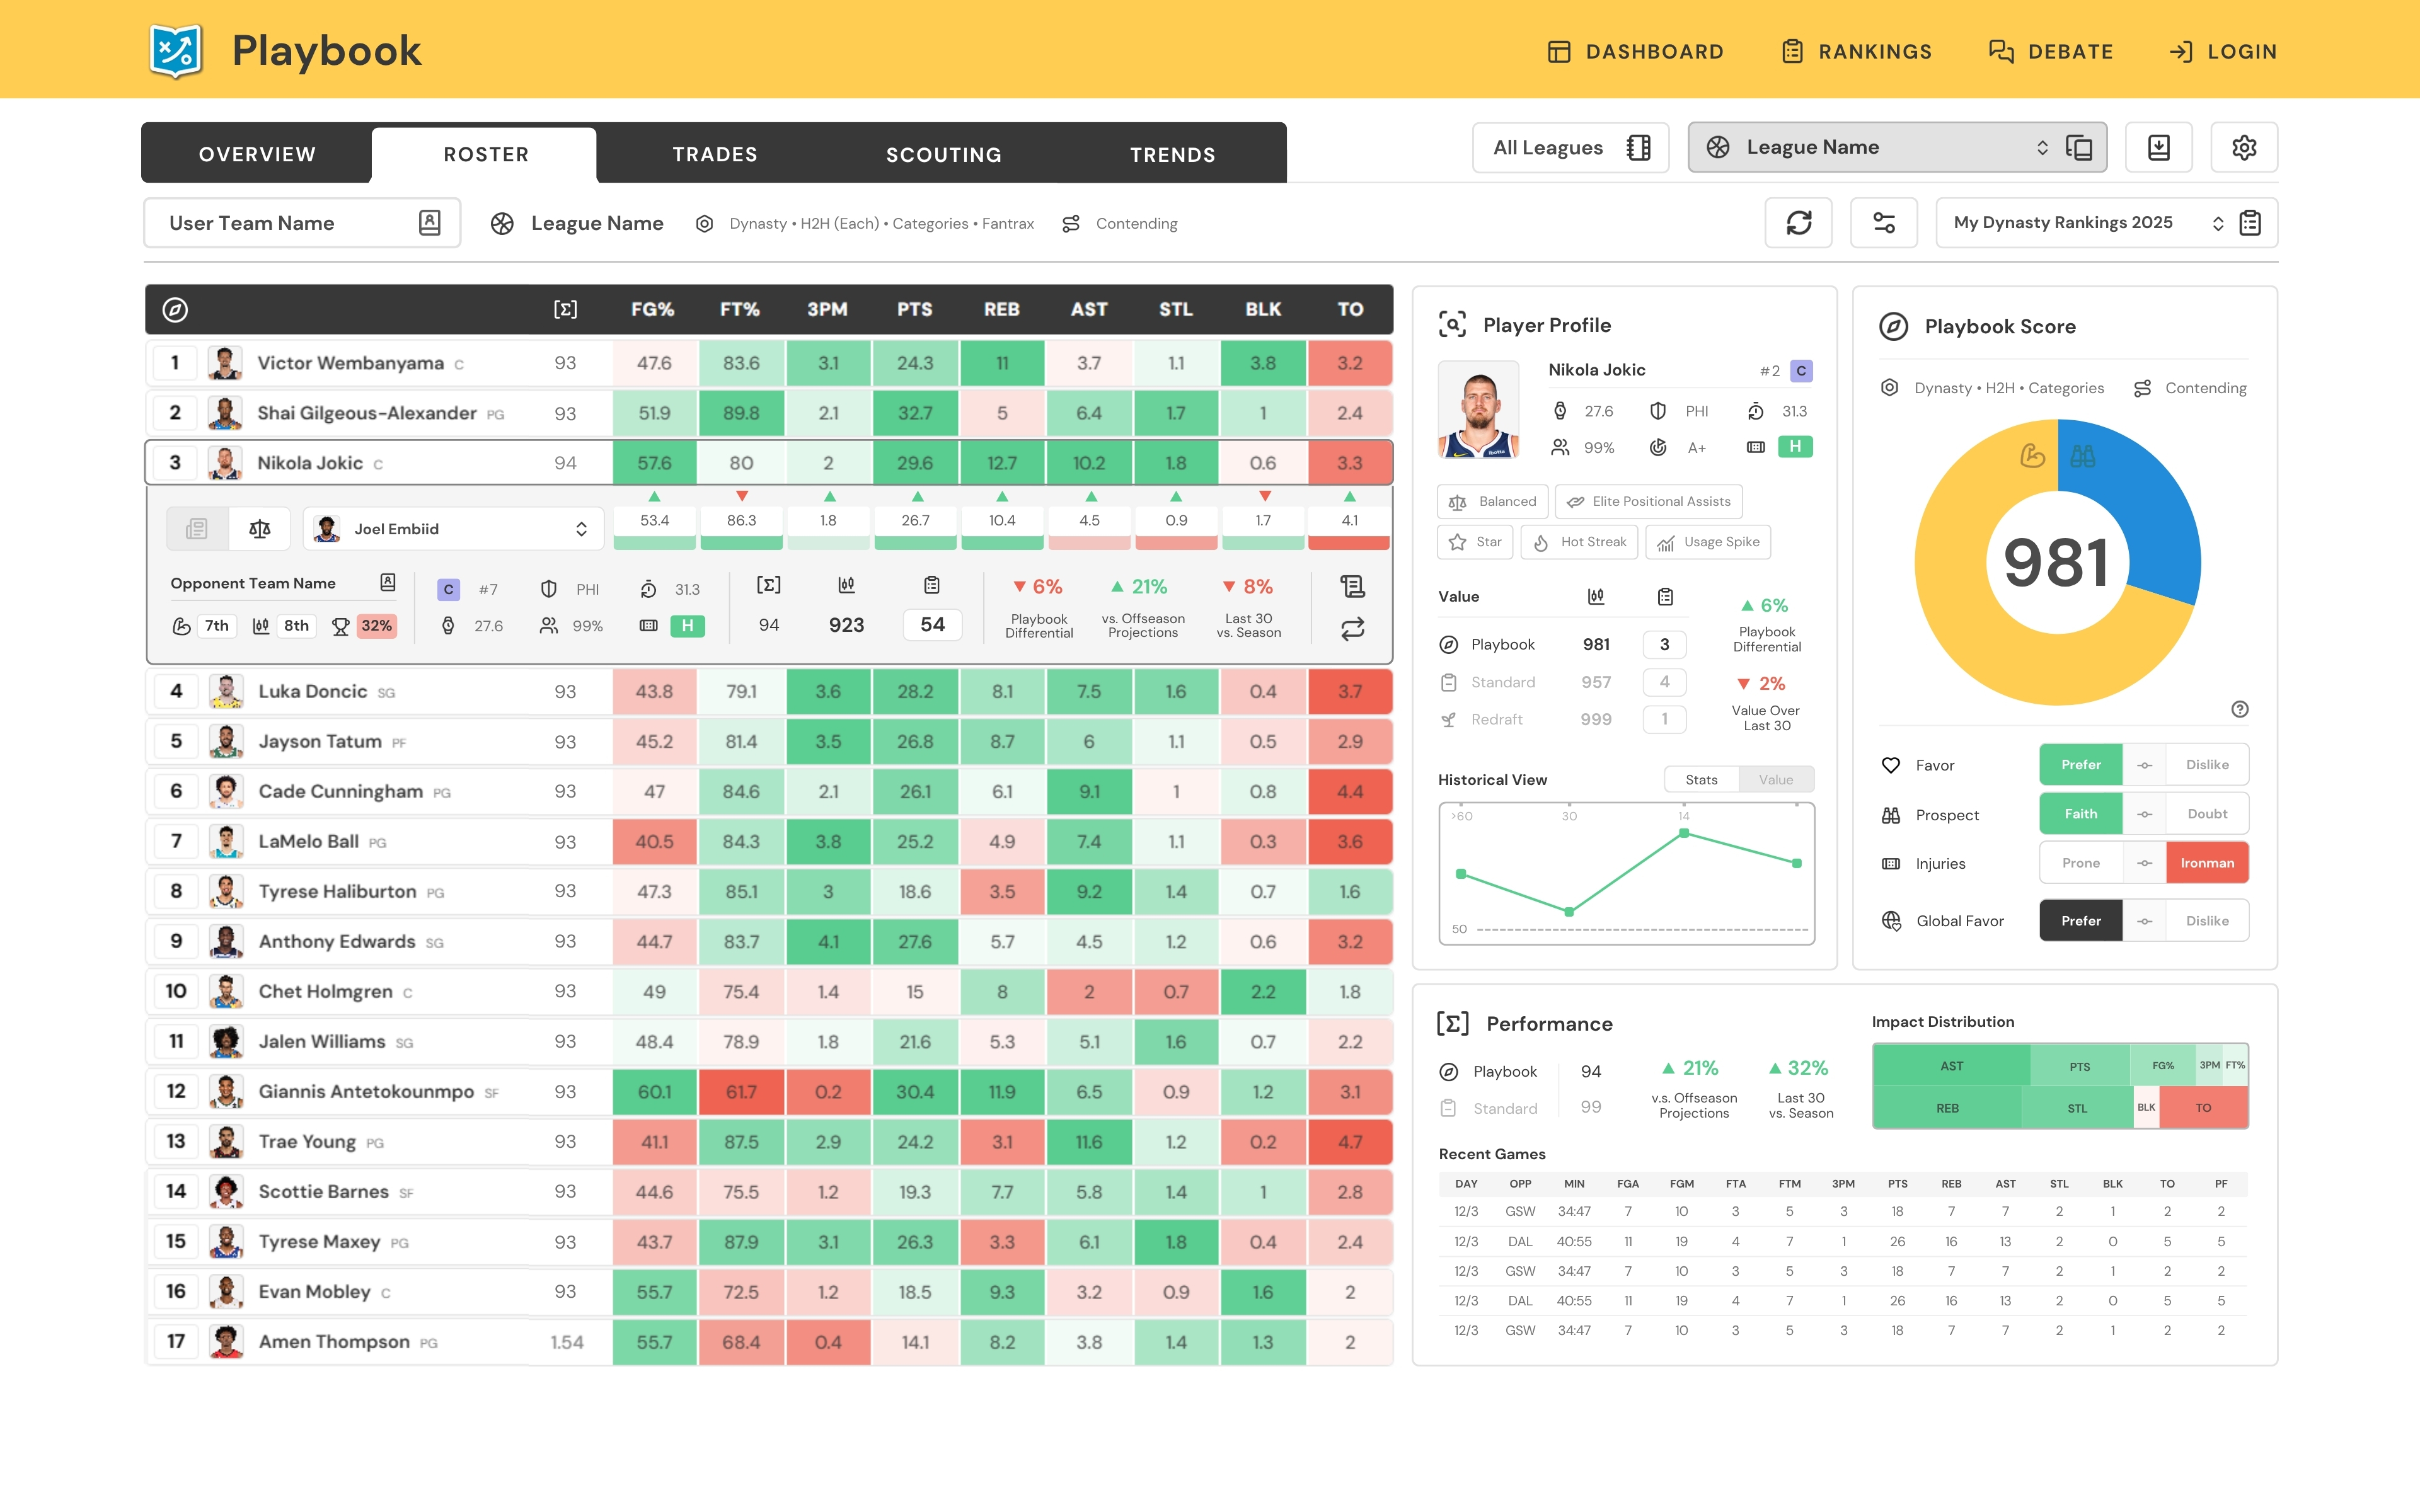 Playbook
DASHBOARD RANKINGS DEBATE LOGIN
OVERVIEW ROSTER TRADES SCOUTING TRENDS
All Leagues League Name
User Team Name League Name Dynasty • H2H (Each) • Categories • Fantrax Contending
My Dynasty Rankings 2025
[Σ] FG% FT% 3PM PTS REB AST STL BLK TO
1 Victor Wembanyama C 93 47.6 83.6 3.1 24.3 11 3.7 1.1 3.8 3.2
2 Shai Gilgeous-Alexander PG 93 51.9 89.8 2.1 32.7 5 6.4 1.7 1 2.4
3 Nikola Jokic C 94 57.6 80 2 29.6 12.7 10.2 1.8 0.6 3.3
Joel Embiid 53.4 86.3 1.8 26.7 10.4 4.5 0.9 1.7 4.1
Opponent Team Name C #7 PHI 31.3 [Σ] ▼ 6% ▲ 21% ▼ 8%
7th 8th 32% 27.6 99% H 94 923 54 Playbook Differential vs. Offseason Projections Last 30 vs. Season
4 Luka Doncic SG 93 43.8 79.1 3.6 28.2 8.1 7.5 1.6 0.4 3.7
5 Jayson Tatum PF 93 45.2 81.4 3.5 26.8 8.7 6 1.1 0.5 2.9
6 Cade Cunningham PG 93 47 84.6 2.1 26.1 6.1 9.1 1 0.8 4.4
7 LaMelo Ball PG 93 40.5 84.3 3.8 25.2 4.9 7.4 1.1 0.3 3.6
8 Tyrese Haliburton PG 93 47.3 85.1 3 18.6 3.5 9.2 1.4 0.7 1.6
9 Anthony Edwards SG 93 44.7 83.7 4.1 27.6 5.7 4.5 1.2 0.6 3.2
10 Chet Holmgren C 93 49 75.4 1.4 15 8 2 0.7 2.2 1.8
11 Jalen Williams SG 93 48.4 78.9 1.8 21.6 5.3 5.1 1.6 0.7 2.2
12 Giannis Antetokounmpo SF 93 60.1 61.7 0.2 30.4 11.9 6.5 0.9 1.2 3.1
13 Trae Young PG 93 41.1 87.5 2.9 24.2 3.1 11.6 1.2 0.2 4.7
14 Scottie Barnes SF 93 44.6 75.5 1.2 19.3 7.7 5.8 1.4 1 2.8
15 Tyrese Maxey PG 93 43.7 87.9 3.1 26.3 3.3 6.1 1.8 0.4 2.4
16 Evan Mobley C 93 55.7 72.5 1.2 18.5 9.3 3.2 0.9 1.6 2
17 Amen Thompson PG 1.54 55.7 68.4 0.4 14.1 8.2 3.8 1.4 1.3 2
Player Profile
Nikola Jokic #2 C
27.6 PHI 31.3
99% A+ H
Balanced Elite Positional Assists
Star Hot Streak Usage Spike
Value
Playbook 981 3
Standard 957 4
Redraft 999 1
▲ 6%
Playbook
Differential
▼ 2%
Value Over
Last 30
Historical View Stats Value
>60 30 14
50
Playbook Score
Dynasty • H2H • Categories Contending
981
Favor Prefer Dislike
Prospect Faith Doubt
Injuries Prone Ironman
Global Favor Prefer Dislike
[Σ] Performance
Playbook 94
Standard 99
▲ 21% ▲ 32%
v.s. Offseason Last 30
Projections vs. Season
Impact Distribution
AST PTS FG% 3PM FT%
REB STL BLK TO
Recent Games
DAY OPP MIN FGA FGM FTA FTM 3PM PTS REB AST STL BLK TO PF
12/3 GSW 34:47 7 10 3 5 3 18 7 7 2 1 2 2
12/3 DAL 40:55 11 19 4 7 1 26 16 13 2 0 5 5
12/3 GSW 34:47 7 10 3 5 3 18 7 7 2 1 2 2
12/3 DAL 40:55 11 19 4 7 1 26 16 13 2 0 5 5
12/3 GSW 34:47 7 10 3 5 3 18 7 7 2 1 2 2